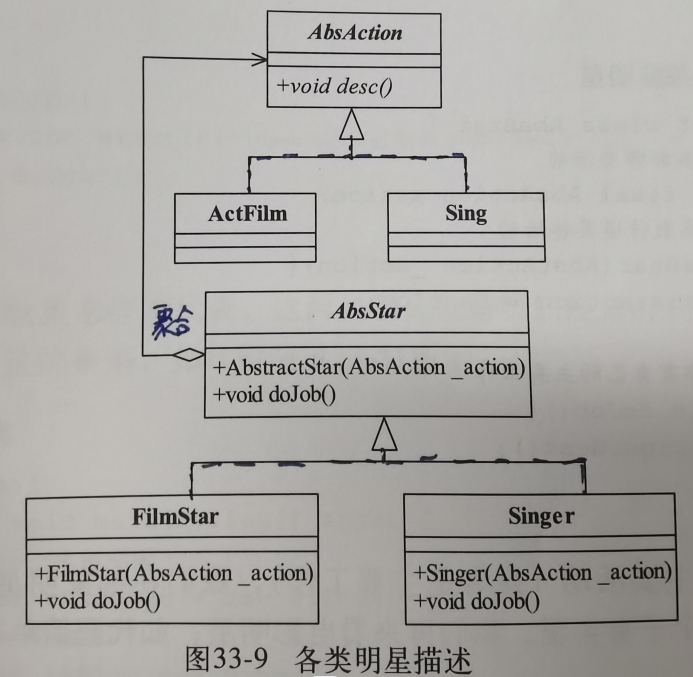 AbsAction
+void desc()
ActFilm
Sing
聚合
AbsStar
+AbstractStar(AbsAction _action)
+void doJob()
FilmStar
+FilmStar(AbsAction _action)
+void doJob()
Singer
+Singer(AbsAction _action)
+void doJob()
图33-9 各类明星描述